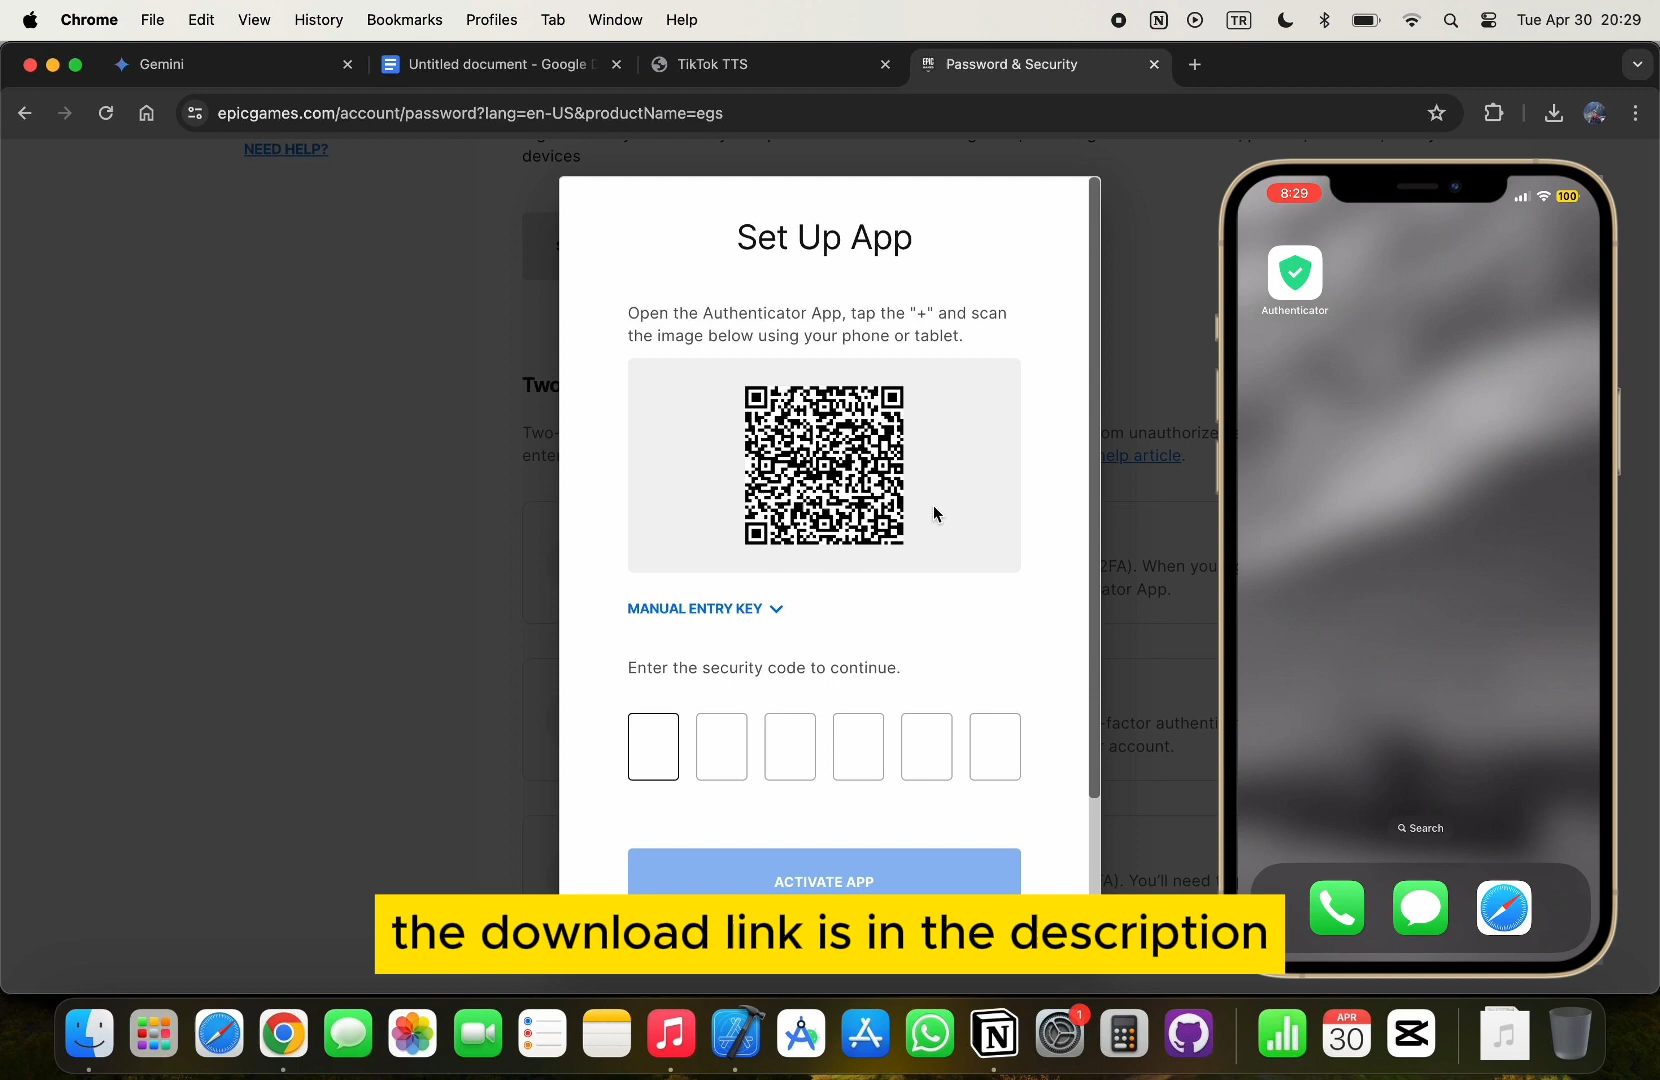 Chrome File Edit View History Bookmarks Profiles Tab Window Help TR Tue Apr 30 20:29
Gemini Untitled document - Google TikTok TTS EPIC Password & Security
epicgames.com/account/password?lang=en-US&productName=egs
NEED HELP?
devices
Set Up App
Open the Authenticator App, tap the "+" and scan
the image below using your phone or tablet.
MANUAL ENTRY KEY
Enter the security code to continue.
ACTIVATE APP
Two
Two-
om unauthorize
ente
help article.
2FA). When you
ator App.
-factor authenti
account.
A). You'll need
8:29 100
Authenticator
Search
the download link is in the description
1
APR
30